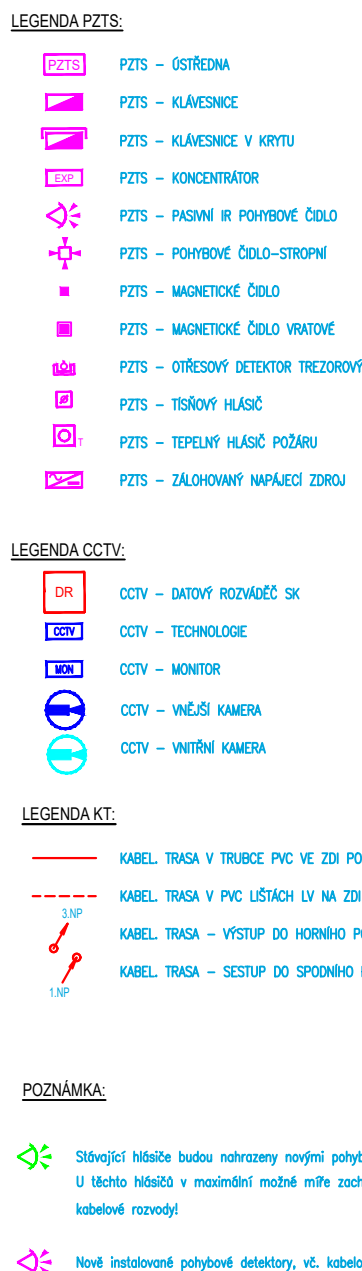 LEGENDA PZTS:
PZTS PZTS – ÚSTŘEDNA
PZTS – KLÁVESNICE
PZTS – KLÁVESNICE V KRYTU
EXP PZTS – KONCENTRÁTOR
PZTS – PASIVNÍ IR POHYBOVÉ ČIDLO
PZTS – POHYBOVÉ ČIDLO–STROPNÍ
PZTS – MAGNETICKÉ ČIDLO
PZTS – MAGNETICKÉ ČIDLO VRATOVÉ
PZTS – OTŘESOVÝ DETEKTOR TREZOROVÝ
PZTS – TÍSŇOVÝ HLÁSIČ
T PZTS – TEPELNÝ HLÁSIČ POŽÁRU
PZTS – ZÁLOHOVANÝ NAPÁJECÍ ZDROJ
LEGENDA CCTV:
DR CCTV – DATOVÝ ROZVÁDĚČ SK
CCTV CCTV – TECHNOLOGIE
MON CCTV – MONITOR
CCTV – VNĚJŠÍ KAMERA
CCTV – VNITŘNÍ KAMERA
LEGENDA KT:
KABEL. TRASA V TRUBCE PVC VE ZDI PO
KABEL. TRASA V PVC LIŠTÁCH LV NA ZDI
3.NP
KABEL. TRASA – VÝSTUP DO HORNÍHO
KABEL. TRASA – SESTUP DO SPODNÍHO
1.NP
POZNÁMKA:
Stávající hlásiče budou nahrazeny novými pohyb
U těchto hlásičů v maximální možné míře zach
kabelové rozvody!
Nově instalované pohybové detektory, vč. kabelo